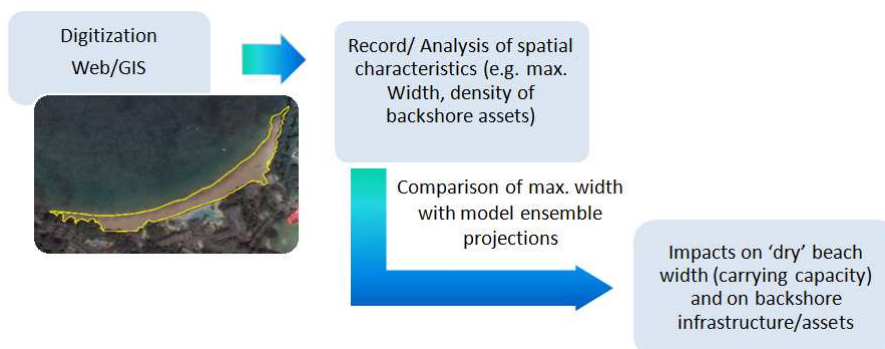 Digitization
Web/GIS
Record/ Analysis of spatial
characteristics (e.g. max.
Width, density of
backshore assets)
Comparison of max. width
with model ensemble
projections
Impacts on ‘dry’ beach
width (carrying capacity)
and on backshore
infrastructure/assets